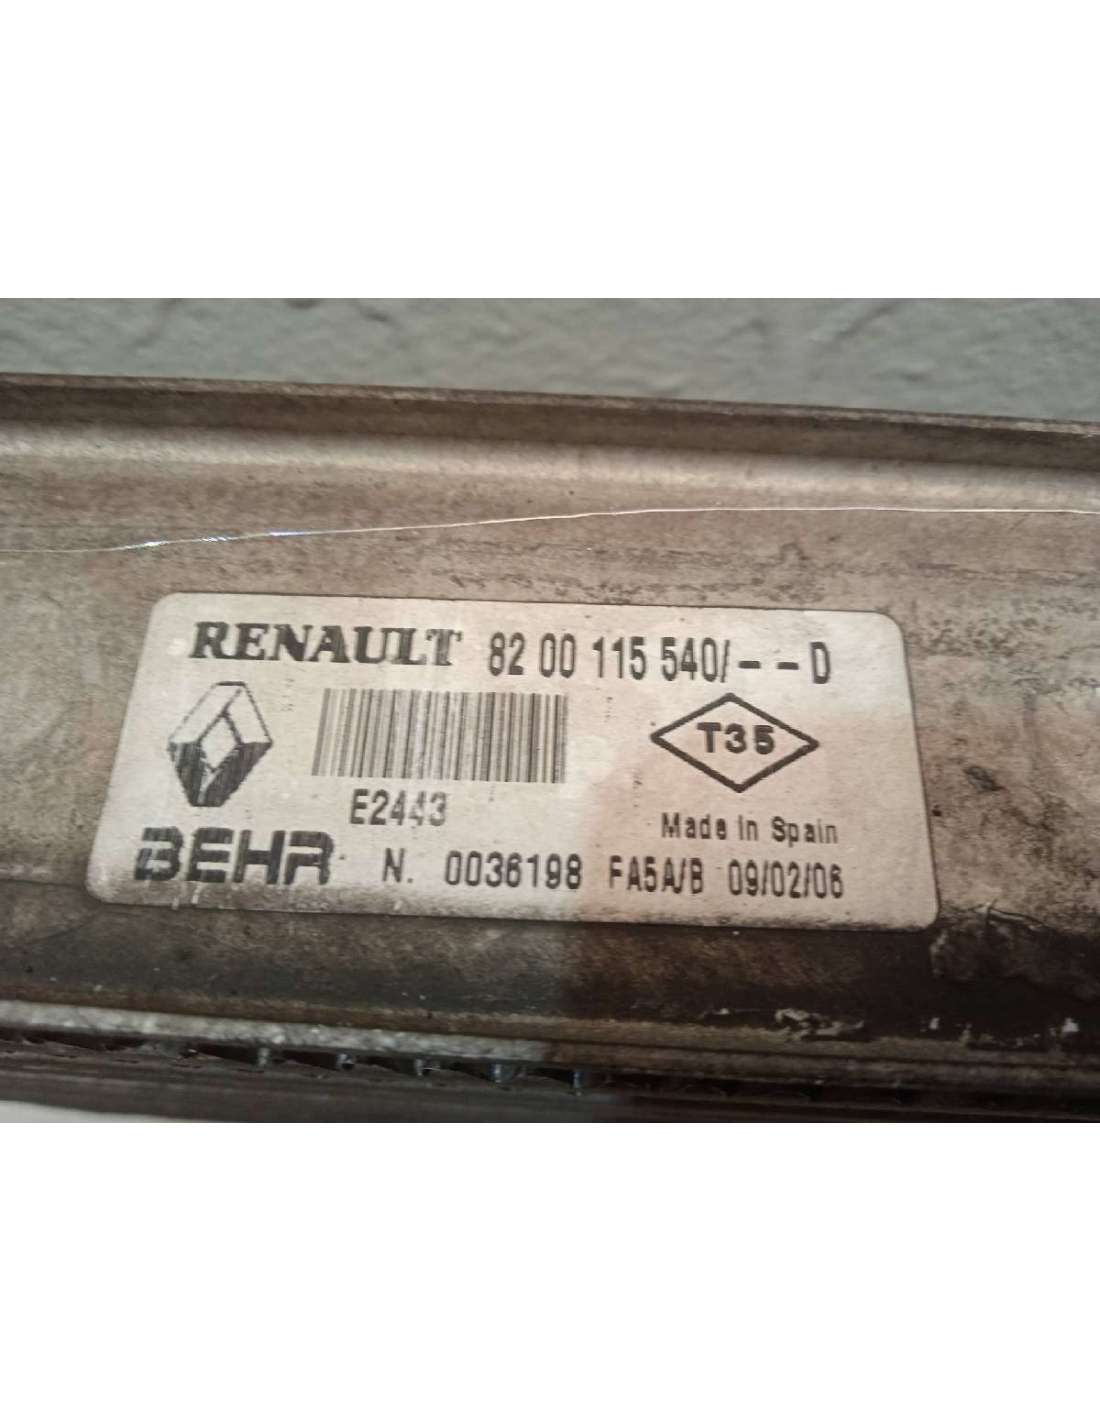 RENAULT 82 00 115 540/--D
T35
E2443
Made In Spain
BEHR N. 0036198 FA5A/B 09/02/06